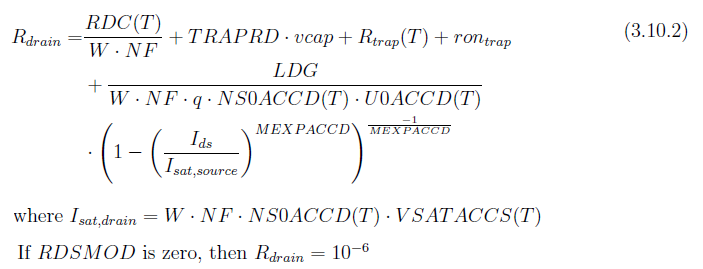 R_{drain} = \frac{RDC(T)}{W \cdot NF} + TRAPRD \cdot vcap + R_{trap}(T) + ron_{trap} (3.10.2)
+ \frac{LDG}{W \cdot NF \cdot q \cdot NS0ACCD(T) \cdot U0ACCD(T)}
\cdot \left(1 - \left(\frac{I_{ds}}{I_{sat,source}}\right)^{MEXPACCD}\right)^{\frac{-1}{MEXPACCD}}
where I_{sat,drain} = W \cdot NF \cdot NS0ACCD(T) \cdot VSATACCS(T)
If RDSMOD is zero, then R_{drain} = 10^{-6}